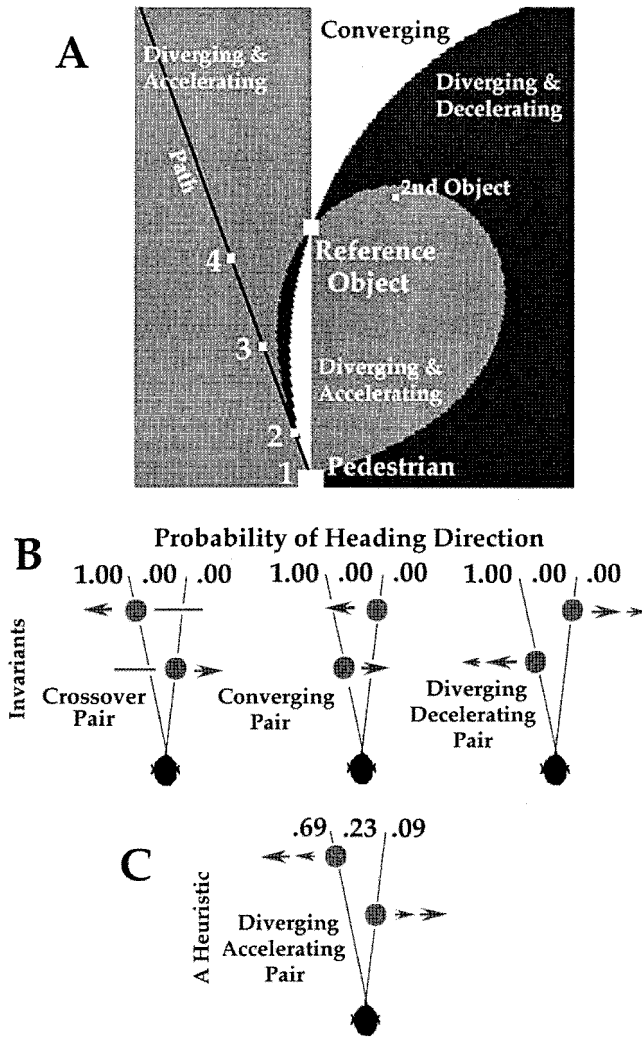 A
Converging
Diverging &
Accelerating
Diverging &
Decelerating
Path
2nd Object
4
Reference
Object
3
Diverging &
Accelerating
2
1
Pedestrian
B
Probability of Heading Direction
1.00 .00 .00
1.00 .00 .00
1.00 .00 .00
Invariants
Crossover
Pair
Converging
Pair
Diverging
Decelerating
Pair
C
.69 .23 .09
A Heuristic
Diverging
Accelerating
Pair